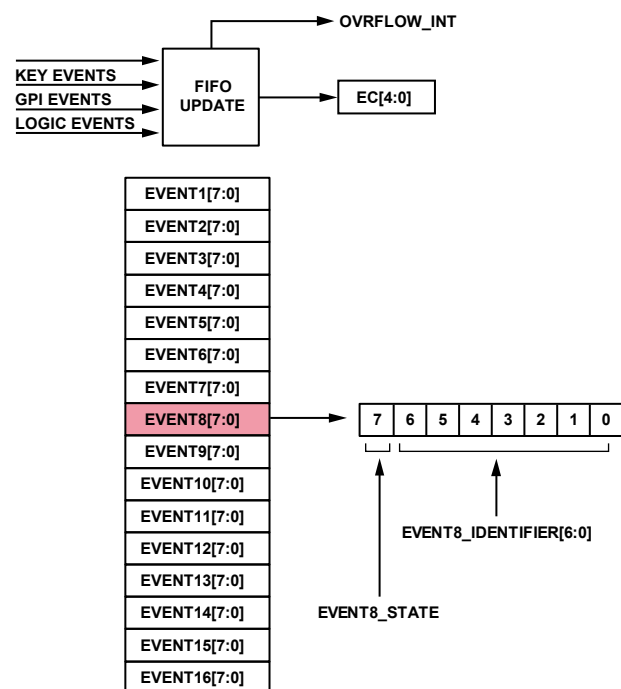 OVRFLOW_INT
KEY EVENTS
GPI EVENTS
LOGIC EVENTS
FIFO
UPDATE
EC[4:0]
EVENT1[7:0]
EVENT2[7:0]
EVENT3[7:0]
EVENT4[7:0]
EVENT5[7:0]
EVENT6[7:0]
EVENT7[7:0]
EVENT8[7:0]
7 6 5 4 3 2 1 0
EVENT9[7:0]
EVENT10[7:0]
EVENT11[7:0]
EVENT12[7:0]
EVENT13[7:0]
EVENT14[7:0]
EVENT15[7:0]
EVENT16[7:0]
EVENT8_IDENTIFIER[6:0]
EVENT8_STATE